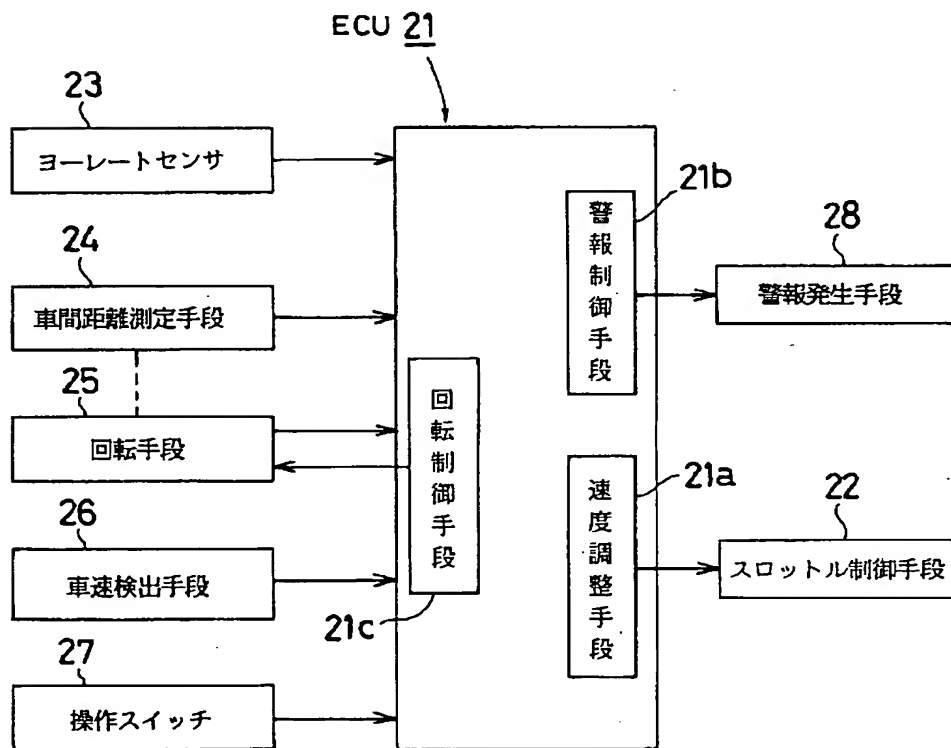 ECU 21
23
ヨーレートセンサ
24
車間距離測定手段
25
回転手段
26
車速検出手段
27
操作スイッチ
回転制御手段
21c
警報制御手段
21b
28
警報発生手段
速度調整手段
21a
22
スロットル制御手段